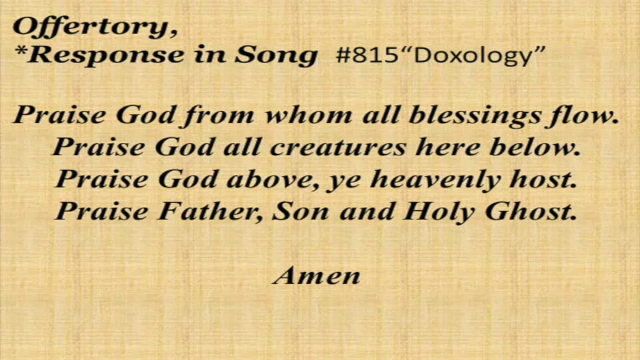 Offertory,
*Response in Song #815“Doxology”
Praise God from whom all blessings flow.
Praise God all creatures here below.
Praise God above, ye heavenly host.
Praise Father, Son and Holy Ghost.
Amen